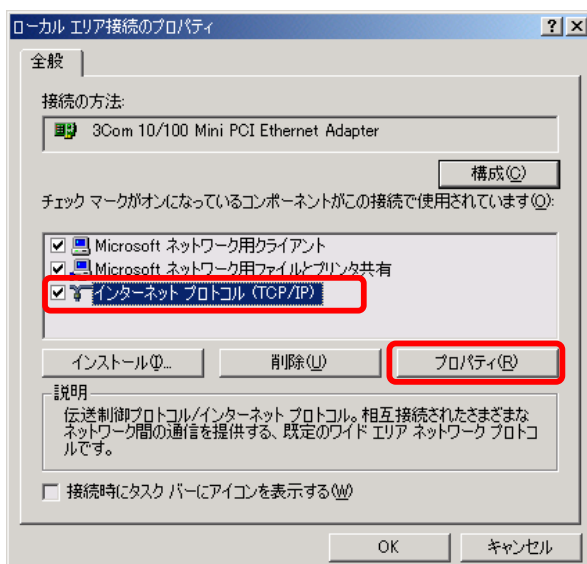 ローカル エリア接続のプロパティ
全般
接続の方法:
3Com 10/100 Mini PCI Ethernet Adapter
構成(C)
チェック マークがオンになっているコンポーネントがこの接続で使用されています(O):
Microsoft ネットワーク用クライアント
Microsoft ネットワーク用ファイルとプリンタ共有
インターネット プロトコル (TCP/IP)
インストール(I)... 削除(U) プロパティ(R)
説明
伝送制御プロトコル/インターネット プロトコル。相互接続されたさまざまな
ネットワーク間の通信を提供する、既定のワイド エリア ネットワーク プロトコ
ルです。
接続時にタスク バーにアイコンを表示する(W)
OK キャンセル